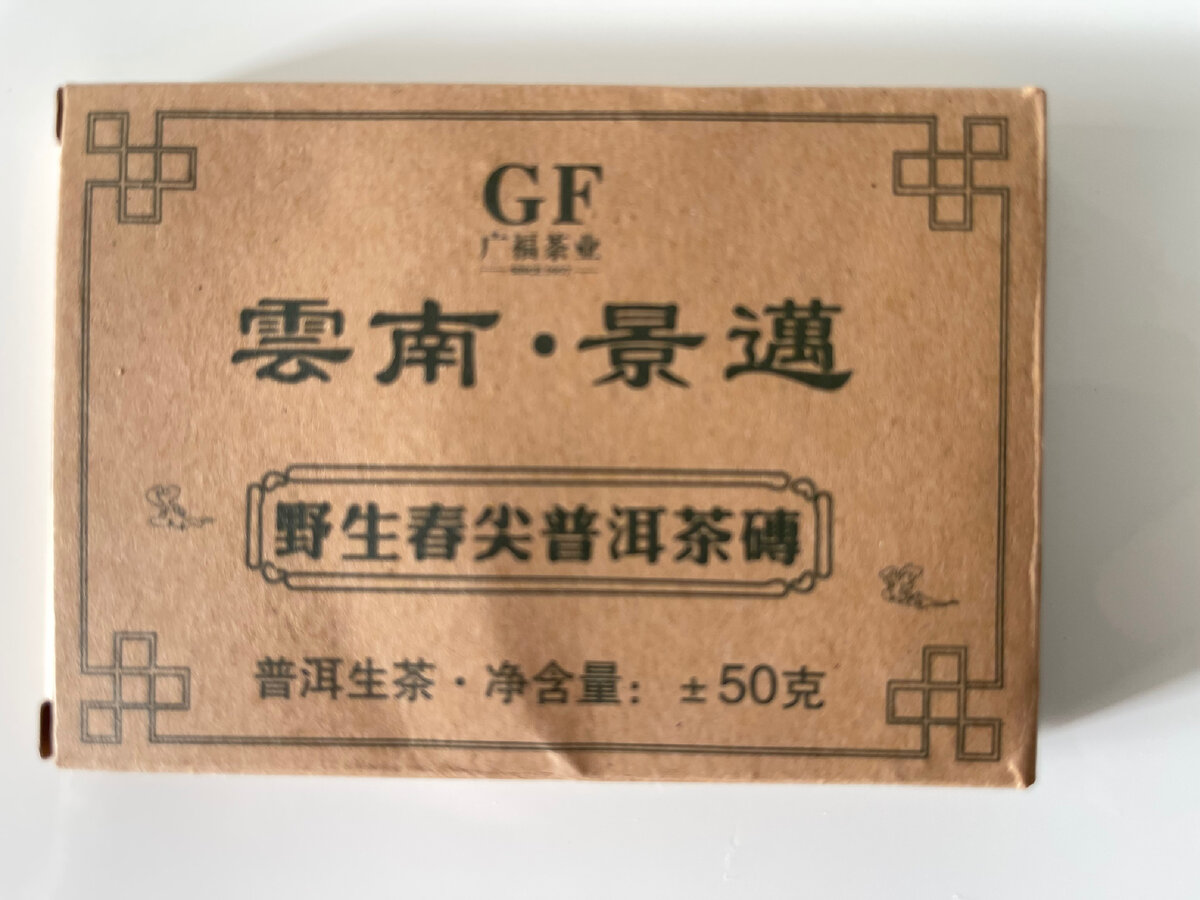 GF
广福茶业
雲南·景邁
野生春尖普洱茶磚
普洱生茶·净含量：±50克